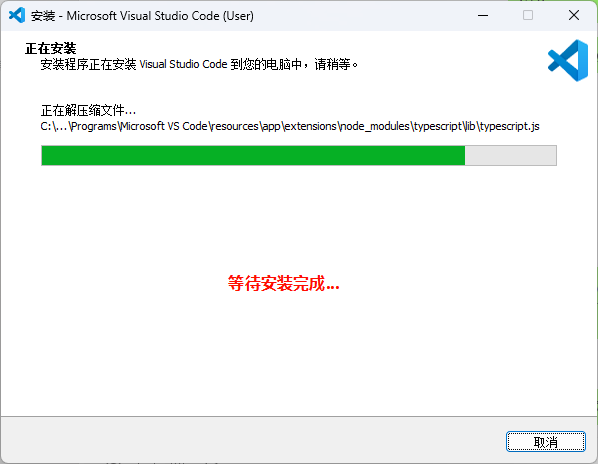 安装 - Microsoft Visual Studio Code (User)
正在安装
安装程序正在安装 Visual Studio Code 到您的电脑中，请稍等。
正在解压缩文件...
C:\...\Programs\Microsoft VS Code\resources\app\extensions\node_modules\typescript\lib\typescript.js
等待安装完成...
取消